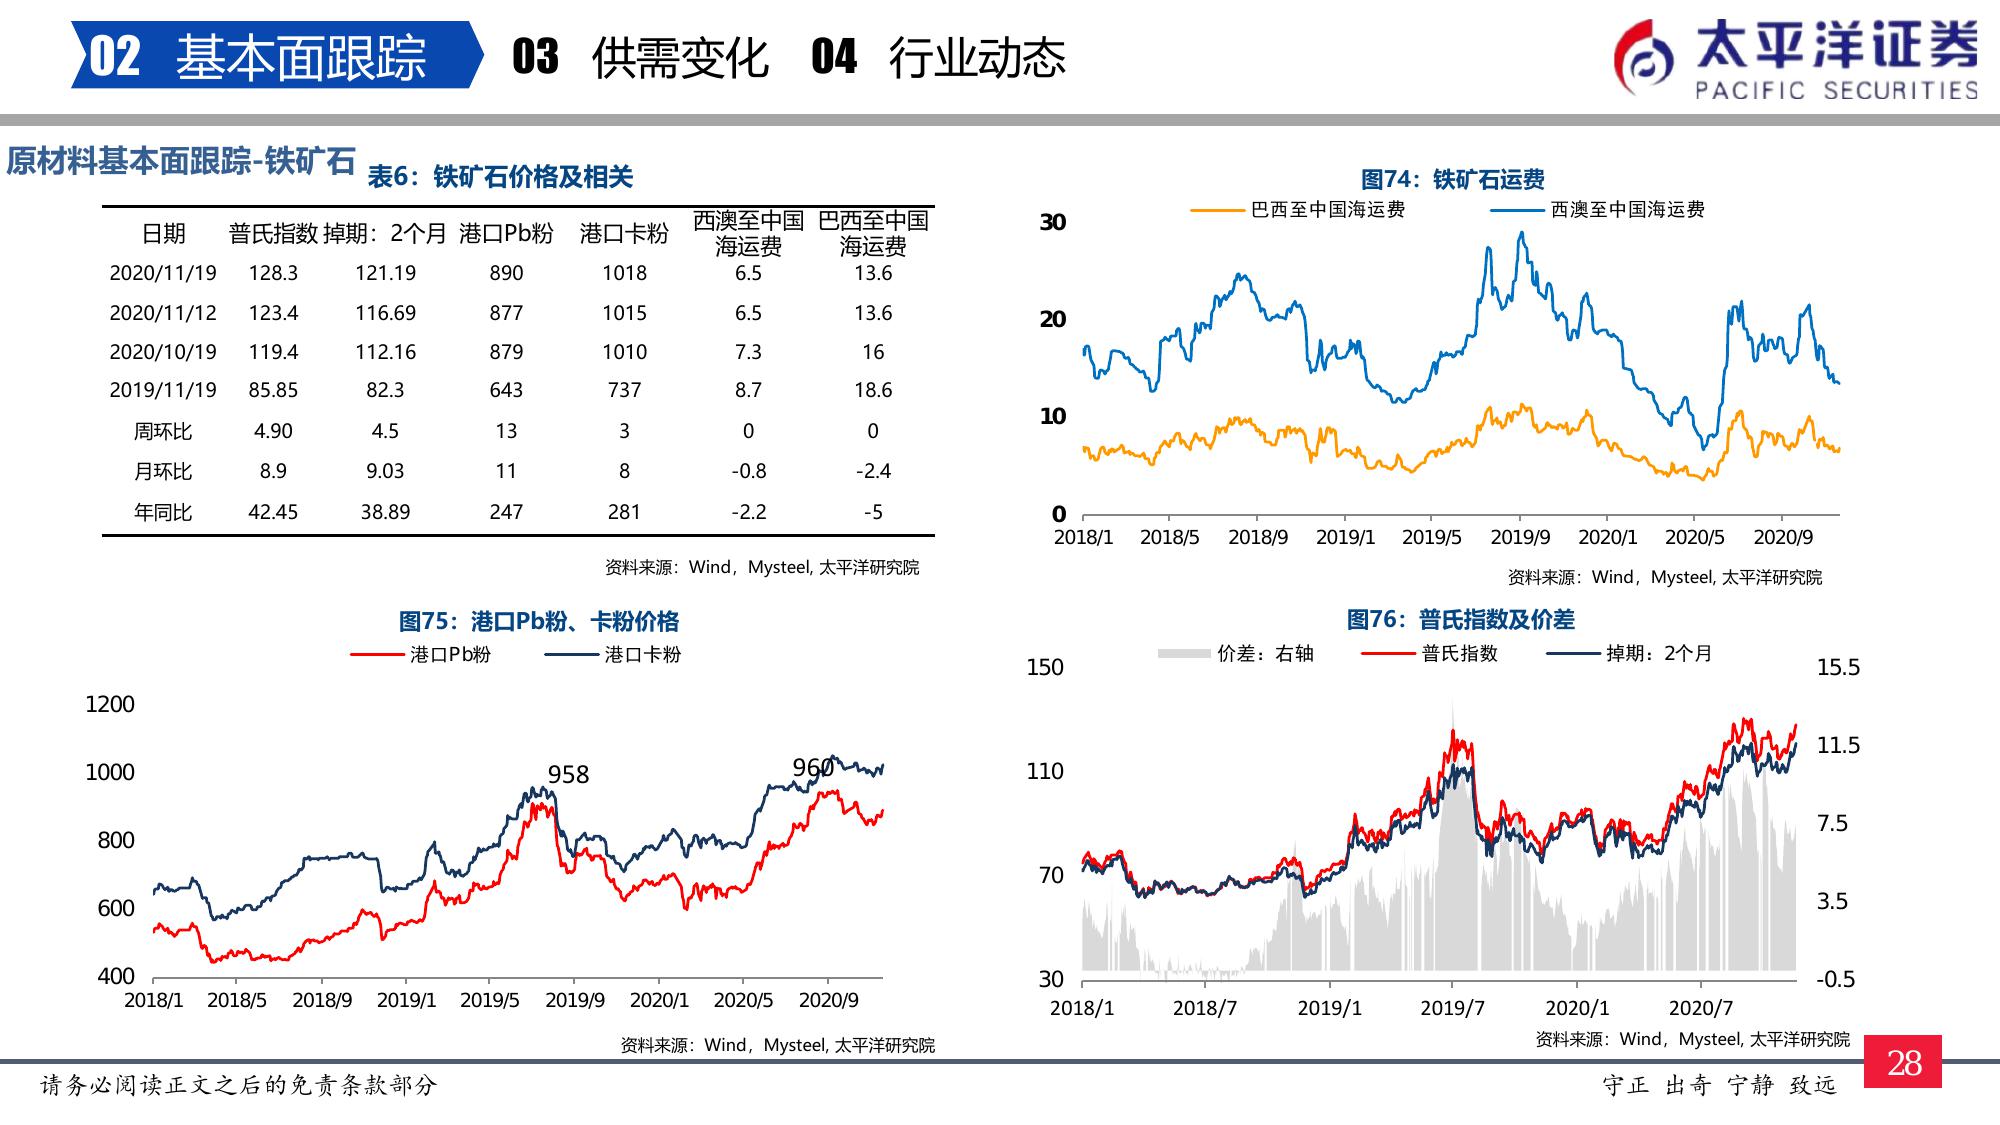 02 基本面跟踪 03 供需变化 04 行业动态
太平洋证券
PACIFIC SECURITIES
原材料基本面跟踪-铁矿石
表6：铁矿石价格及相关
日期 普氏指数 掉期：2个月 港口Pb粉 港口卡粉 西澳至中国海运费 巴西至中国海运费
2020/11/19 128.3 121.19 890 1018 6.5 13.6
2020/11/12 123.4 116.69 877 1015 6.5 13.6
2020/10/19 119.4 112.16 879 1010 7.3 16
2019/11/19 85.85 82.3 643 737 8.7 18.6
周环比 4.90 4.5 13 3 0 0
月环比 8.9 9.03 11 8 -0.8 -2.4
年同比 42.45 38.89 247 281 -2.2 -5
资料来源：Wind，Mysteel, 太平洋研究院
图74：铁矿石运费
巴西至中国海运费 西澳至中国海运费
30
20
10
0
2018/1 2018/5 2018/9 2019/1 2019/5 2019/9 2020/1 2020/5 2020/9
资料来源：Wind，Mysteel, 太平洋研究院
图75：港口Pb粉、卡粉价格
港口Pb粉 港口卡粉
1200
1000
800
600
400
958
960
2018/1 2018/5 2018/9 2019/1 2019/5 2019/9 2020/1 2020/5 2020/9
资料来源：Wind，Mysteel, 太平洋研究院
图76：普氏指数及价差
价差：右轴 普氏指数 掉期：2个月
150 15.5
11.5
110
7.5
70
3.5
30 -0.5
2018/1 2018/7 2019/1 2019/7 2020/1 2020/7
资料来源：Wind，Mysteel, 太平洋研究院
请务必阅读正文之后的免责条款部分
守正 出奇 宁静 致远
28